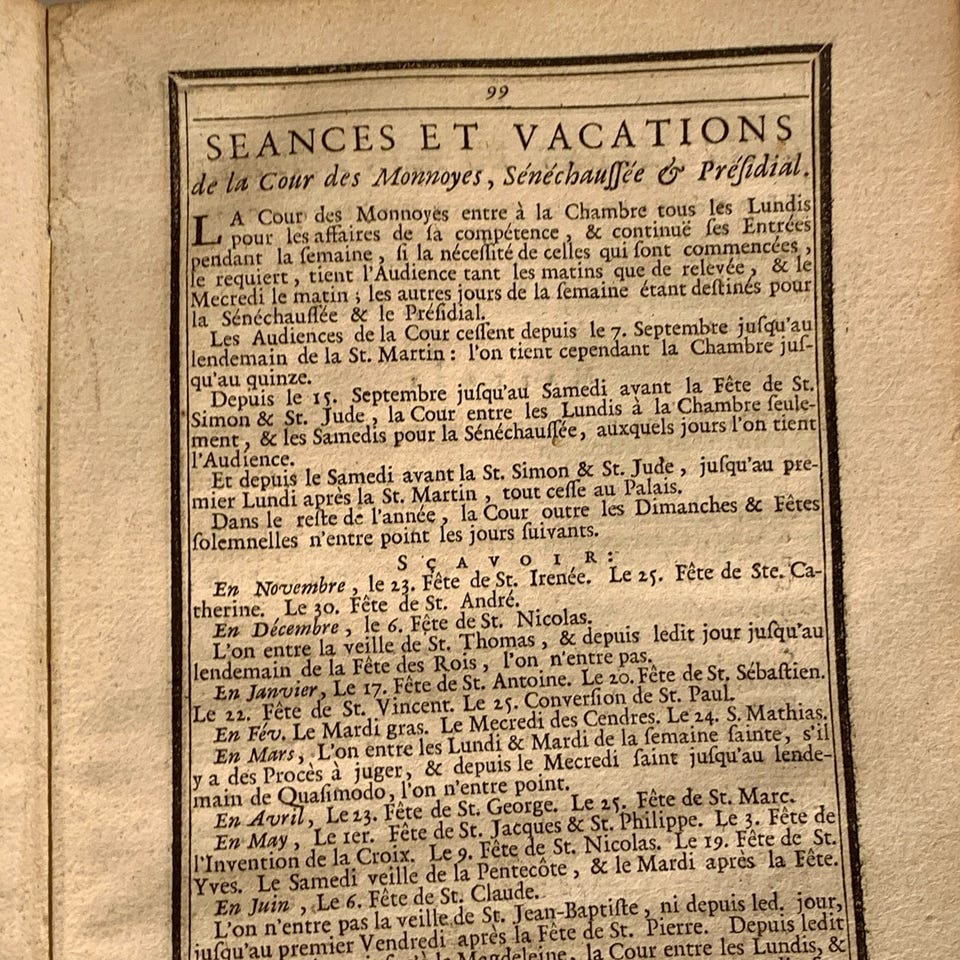 99
SEANCES ET VACATIONS
de la Cour des Monnoyes, Sénéchauſſée & Préſidial.
LA Cour des Monnoyes entre à la Chambre tous les Lundis
pour les affaires de ſa compétence, & continuë ſes Entrées
pendant la ſemaine, ſi la néceſſité de celles qui ſont commencées,
le requiert, tient l'Audience tant les matins que de relevée, & le
Mecredi le matin; les autres jours de la ſemaine étant deſtinés pour
la Sénéchauſſée & le Préſidial.
Les Audiences de la Cour ceſſent depuis le 7. Septembre juſqu'au
lendemain de la St. Martin: l'on tient cependant la Chambre juſ-
qu'au quinze.
Depuis le 15. Septembre juſqu'au Samedi avant la Fête de St.
Simon & St. Jude, la Cour entre les Lundis à la Chambre ſeule-
ment, & les Samedis pour la Sénéchauſſée, auxquels jours l'on tient
l'Audience.
Et depuis le Samedi avant la St. Simon & St. Jude, juſqu'au pre-
mier Lundi après la St. Martin, tout ceſſe au Palais.
Dans le reſte de l'année, la Cour outre les Dimanches & Fêtes
ſolemnelles n'entre point les jours ſuivants.
SÇAVOIR:
En Novembre, le 23. Fête de St. Irenée. Le 25. Fête de Ste. Ca-
therine. Le 30. Fête de St. André.
En Décembre, le 6. Fête de St. Nicolas.
L'on entre la veille de St. Thomas, & depuis ledit jour juſqu'au
lendemain de la Fête des Rois, l'on n'entre pas.
En Janvier, Le 17. Fête de St. Antoine. Le 20. Fête de St. Sébaſtien.
Le 22. Fête de St. Vincent. Le 25. Converſion de St. Paul.
En Fév. Le Mardi gras. Le Mecredi des Cendres. Le 24. S. Mathias.
En Mars, L'on entre les Lundi & Mardi de la semaine ſainte, s'il
y a des Procès à juger, & depuis le Mecredi ſaint juſqu'au lende-
main de Quaſimodo, l'on n'entre point.
En Avril, Le 23. Fête de St. George. Le 25. Fête de St. Marc.
En May, Le 1er. Fête de St. Jacques & St. Philippe. Le 3. Fête de
l'Invention de la Croix. Le 9. Fête de St. Nicolas. Le 19. Fête de St.
Yves. Le Samedi veille de la Pentecôte, & le Mardi après la Fête.
En Juin, Le 6. Fête de St. Claude.
L'on n'entre pas la veille de St. Jean-Baptiſte, ni depuis led. jour,
juſqu'au premier Vendredi après la Fête de St. Pierre. Depuis ledit
la Magdeleine, la Cour entre les Lundis, &